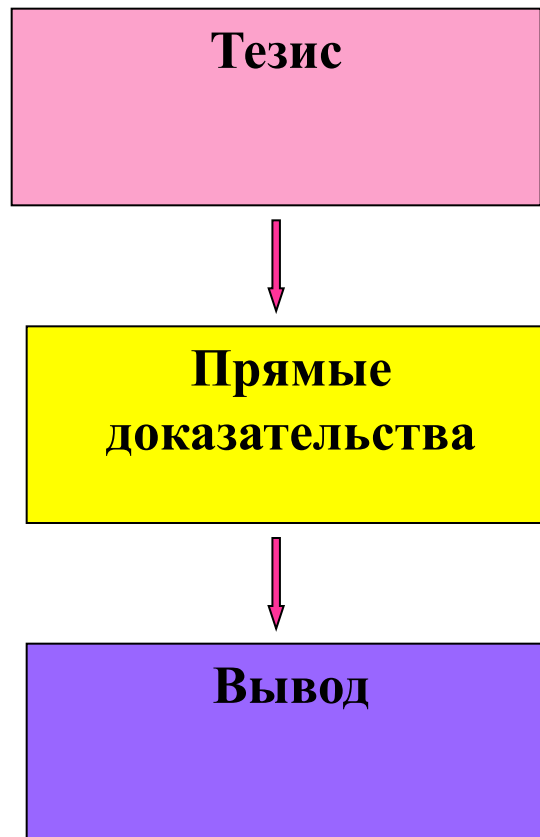 Тезис
Прямые
доказательства
Вывод